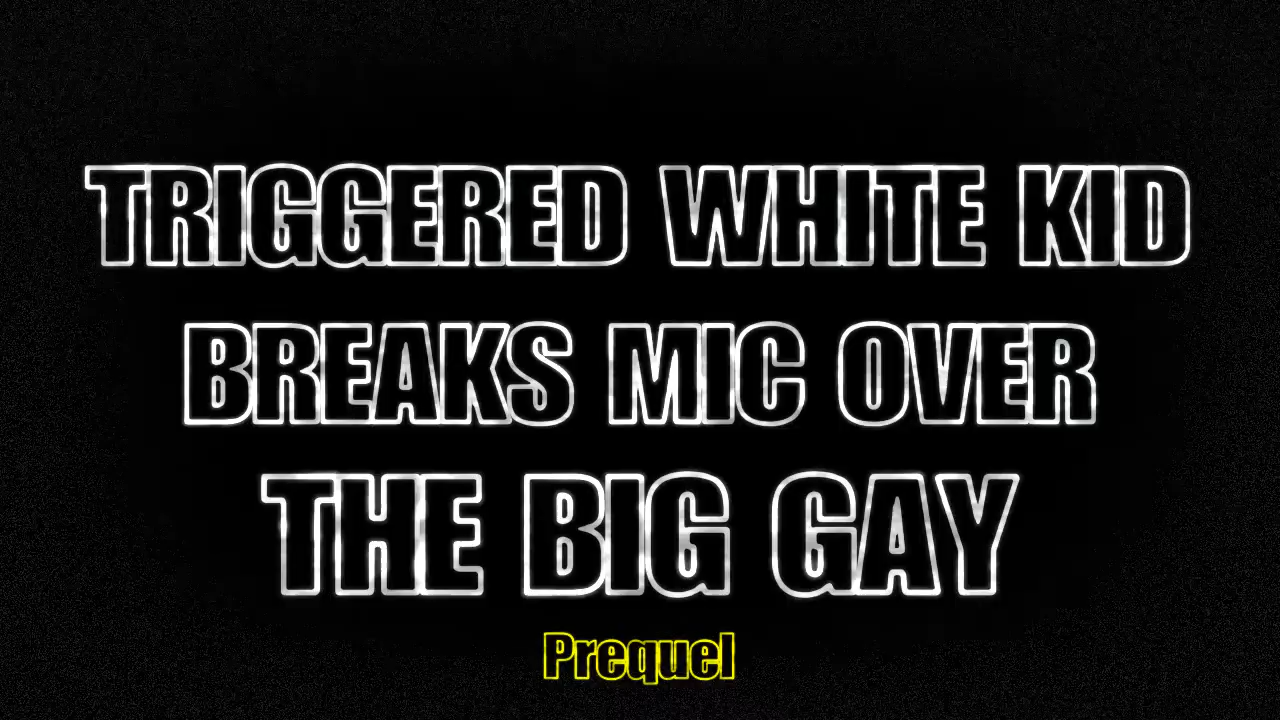 TRIGGERED WHITE KID
BREAKS MIC OVER
THE BIG GAY
Prequel